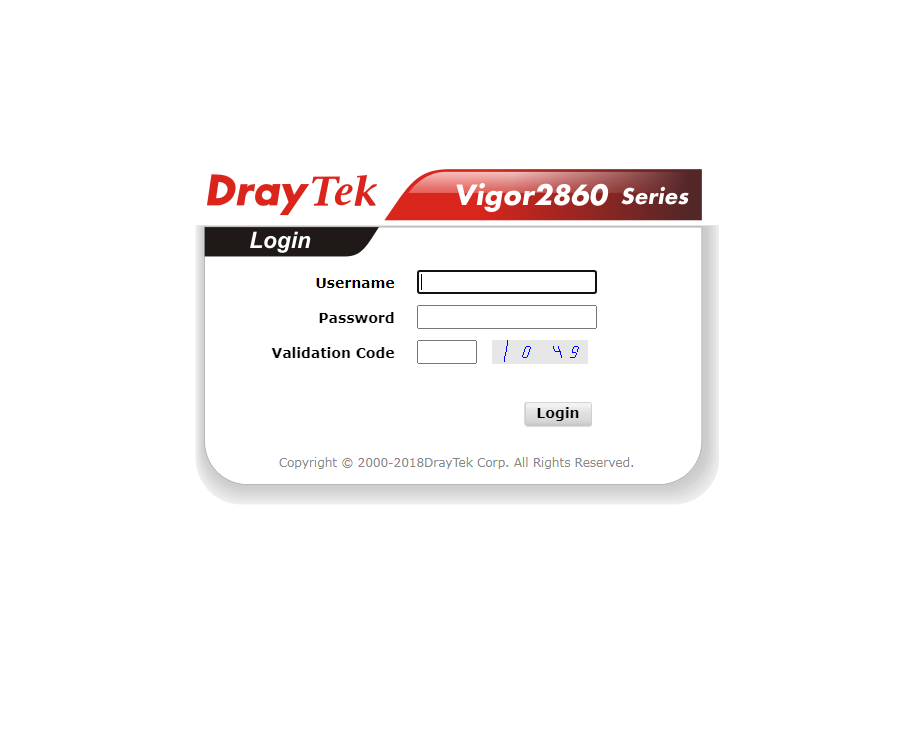 DrayTek Vigor2860 Series
Login
Username
Password
Validation Code 1 0 4 9
Login
Copyright © 2000-2018DrayTek Corp. All Rights Reserved.